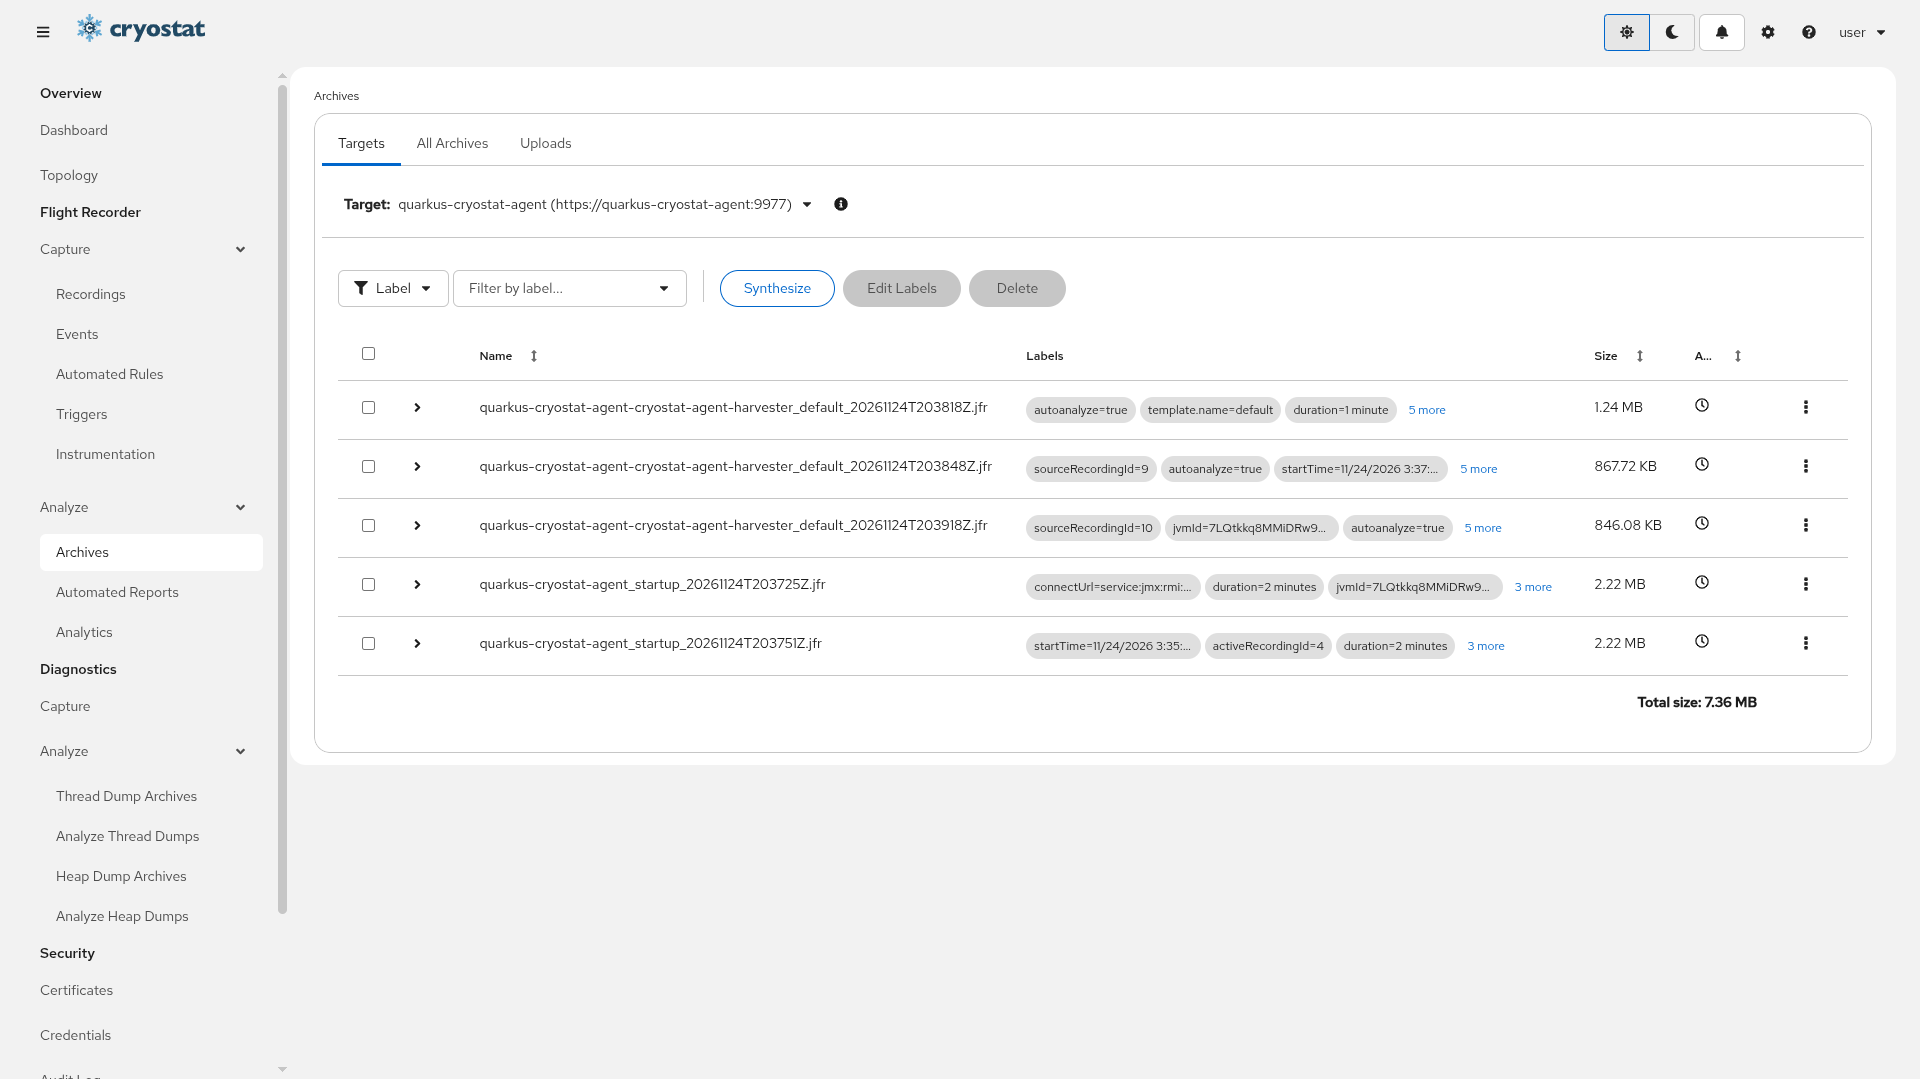 cryostat
user
Overview
Dashboard
Topology
Flight Recorder
Capture
Recordings
Events
Automated Rules
Triggers
Instrumentation
Analyze
Archives
Automated Reports
Analytics
Diagnostics
Capture
Analyze
Thread Dump Archives
Analyze Thread Dumps
Heap Dump Archives
Analyze Heap Dumps
Security
Certificates
Credentials
Audit Log
Archives
Targets All Archives Uploads
Target: quarkus-cryostat-agent (https://quarkus-cryostat-agent:9977)
Label Filter by label... Synthesize Edit Labels Delete
Name Labels Size A...
quarkus-cryostat-agent-cryostat-agent-harvester_default_20261124T203818Z.jfr autoanalyze=true template.name=default duration=1 minute 5 more 1.24 MB
quarkus-cryostat-agent-cryostat-agent-harvester_default_20261124T203848Z.jfr sourceRecordingId=9 autoanalyze=true startTime=11/24/2026 3:37:... 5 more 867.72 KB
quarkus-cryostat-agent-cryostat-agent-harvester_default_20261124T203918Z.jfr sourceRecordingId=10 jvmId=7LQtkkq8MMiDRw9... autoanalyze=true 5 more 846.08 KB
quarkus-cryostat-agent_startup_20261124T203725Z.jfr connectUrl=service:jmx:rmi:... duration=2 minutes jvmId=7LQtkkq8MMiDRw9... 3 more 2.22 MB
quarkus-cryostat-agent_startup_20261124T203751Z.jfr startTime=11/24/2026 3:35:... activeRecordingId=4 duration=2 minutes 3 more 2.22 MB
Total size: 7.36 MB